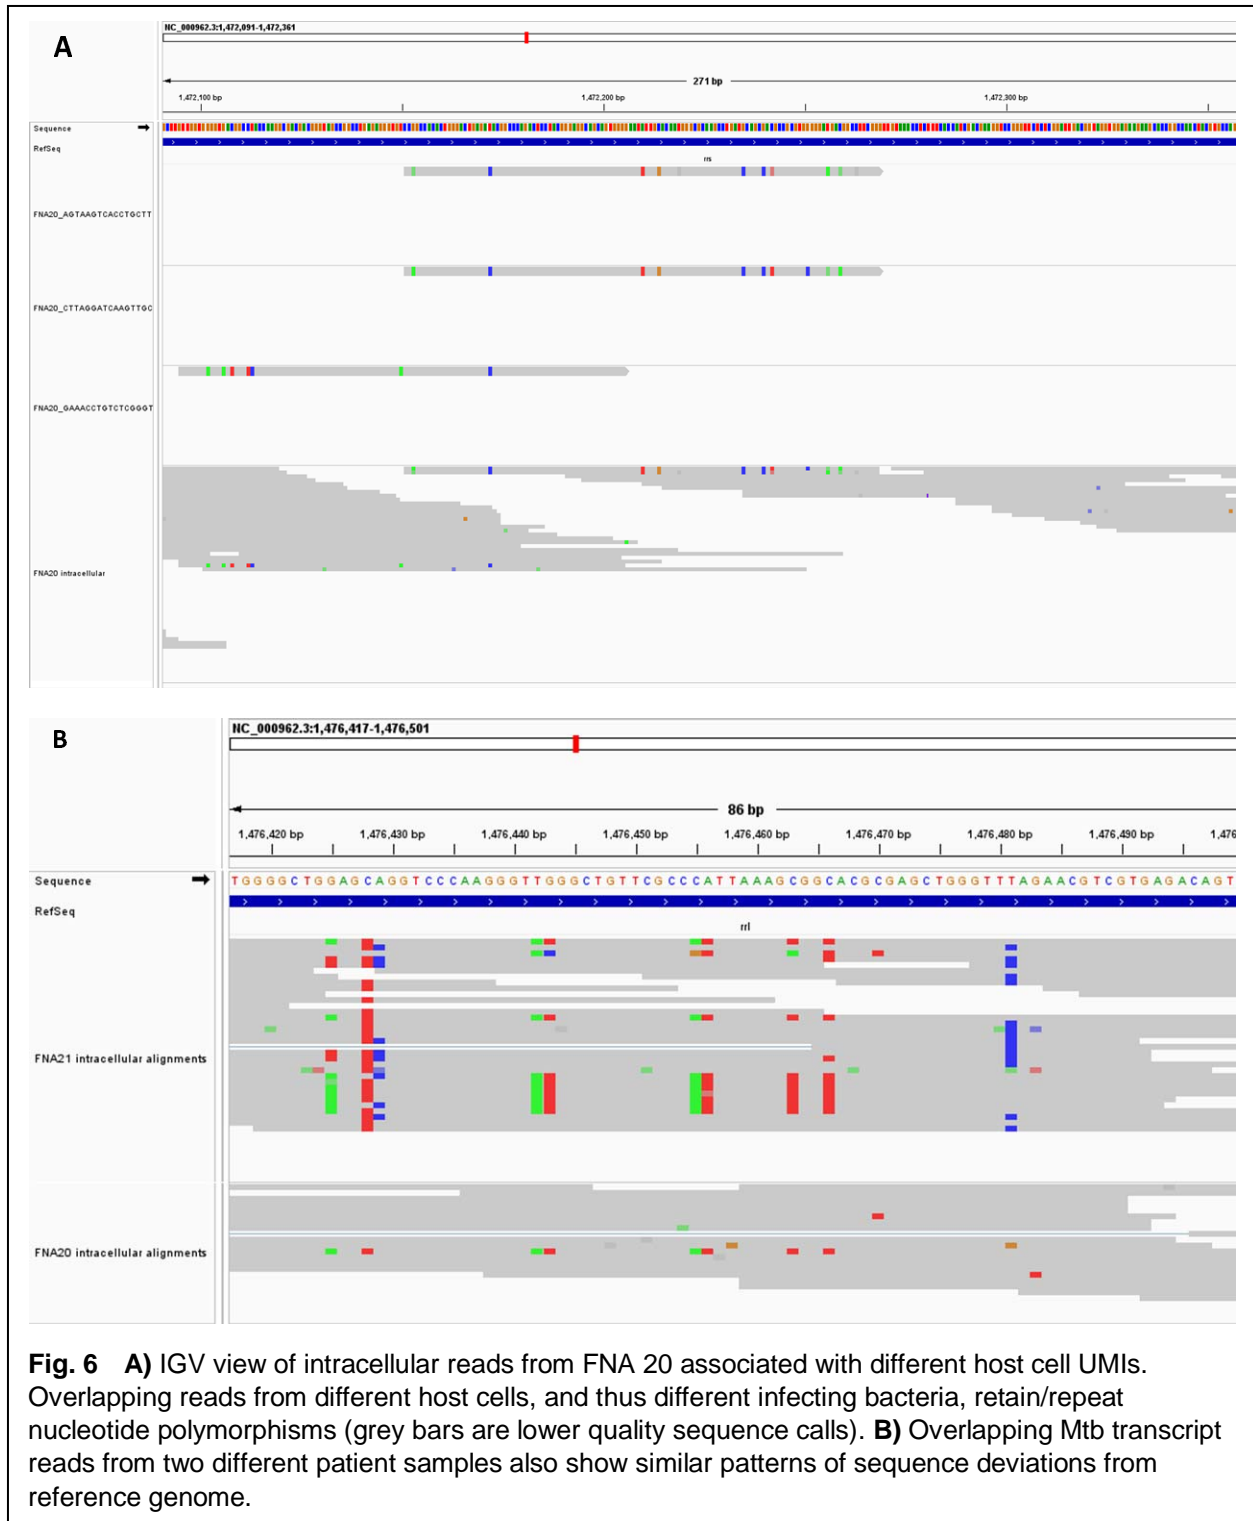 A
NC_000962.3:1,472,091-1,472,361
271 bp
1,472,100 bp 1,472,200 bp 1,472,300 bp
Sequence
RefSeq
rrs
FNA20_AGTAAGTCACCTGCTT
FNA20_CTTAGGATCAAGTTGC
FNA20_GAAACCTGTCTCGGGT
FNA20 intracellular
B
NC_000962.3:1,476,417-1,476,501
86 bp
1,476,420 bp 1,476,430 bp 1,476,440 bp 1,476,450 bp 1,476,460 bp 1,476,470 bp 1,476,480 bp 1,476,490 bp 1,476
Sequence TGGGGCTGGAGCAGGTCCCAAGGGTTGGGCTGTTCGCCCATTAAAGCGGCACGCGAGCTGGGTTTAGAACGTCGTGAGACAGT
RefSeq
rrl
FNA21 intracellular alignments
FNA20 intracellular alignments
Fig. 6 A) IGV view of intracellular reads from FNA 20 associated with different host cell UMIs.
Overlapping reads from different host cells, and thus different infecting bacteria, retain/repeat
nucleotide polymorphisms (grey bars are lower quality sequence calls). B) Overlapping Mtb transcript
reads from two different patient samples also show similar patterns of sequence deviations from
reference genome.